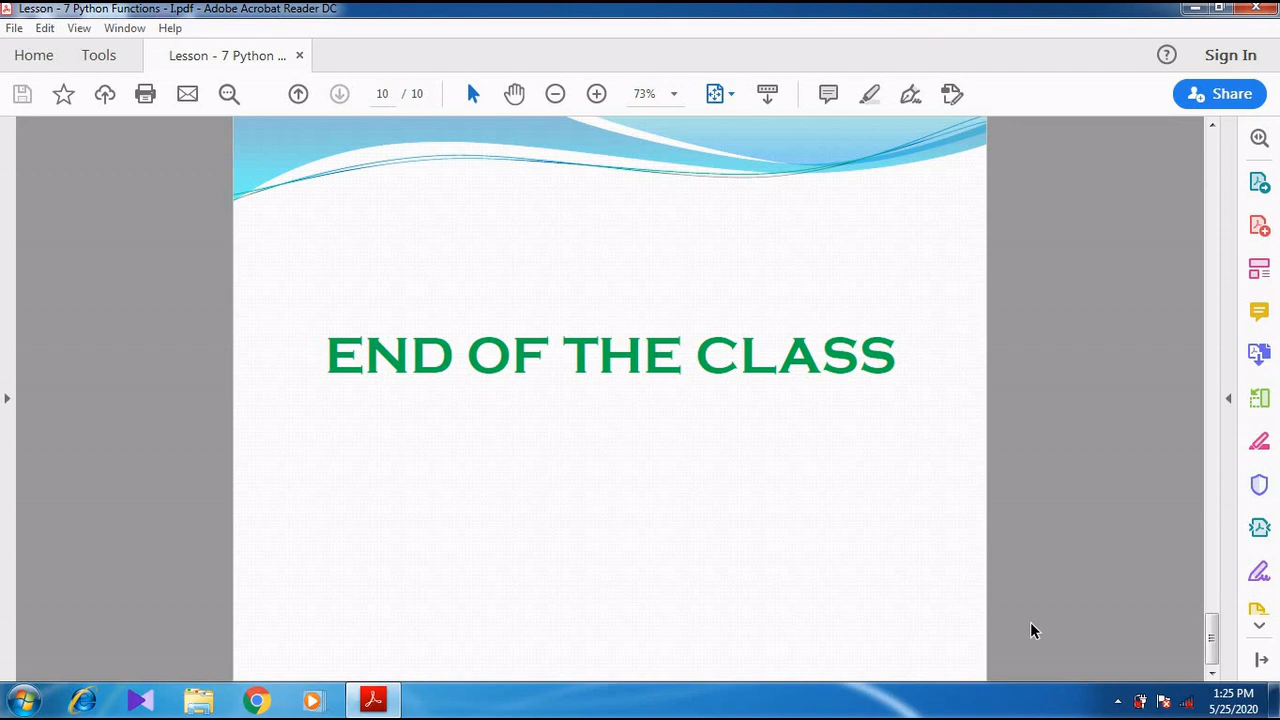 Lesson - 7 Python Functions - I.pdf - Adobe Acrobat Reader DC
File Edit View Window Help
Home Tools Lesson - 7 Python ... × Sign In
10 / 10 73% Share
END OF THE CLASS
1:25 PM
5/25/2020